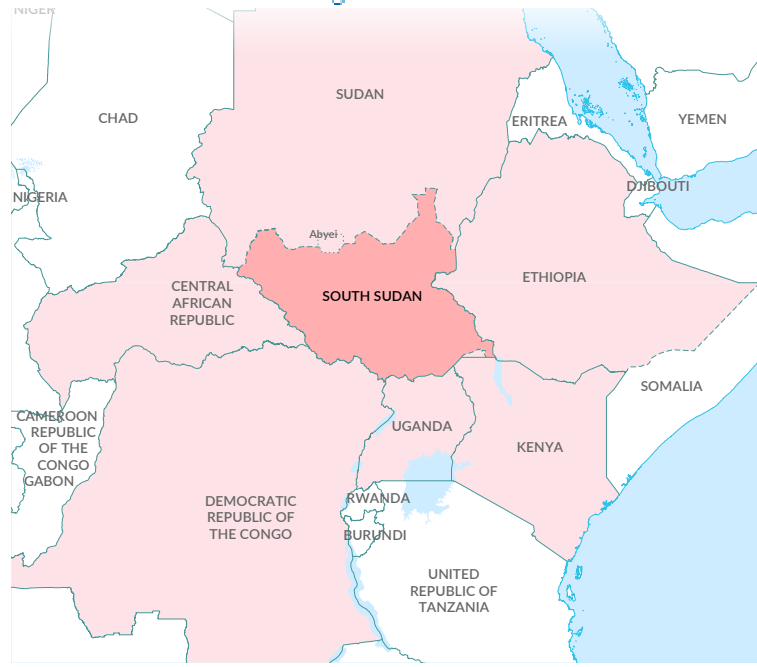 NIGER
SUDAN
CHAD
ERITREA
YEMEN
DJIBOUTI
NIGERIA
Abyei
ETHIOPIA
CENTRAL
AFRICAN
REPUBLIC
SOUTH SUDAN
SOMALIA
CAMEROON
REPUBLIC
OF THE
CONGO
GABON
UGANDA
KENYA
DEMOCRATIC
REPUBLIC OF
THE CONGO
RWANDA
BURUNDI
UNITED
REPUBLIC OF
TANZANIA